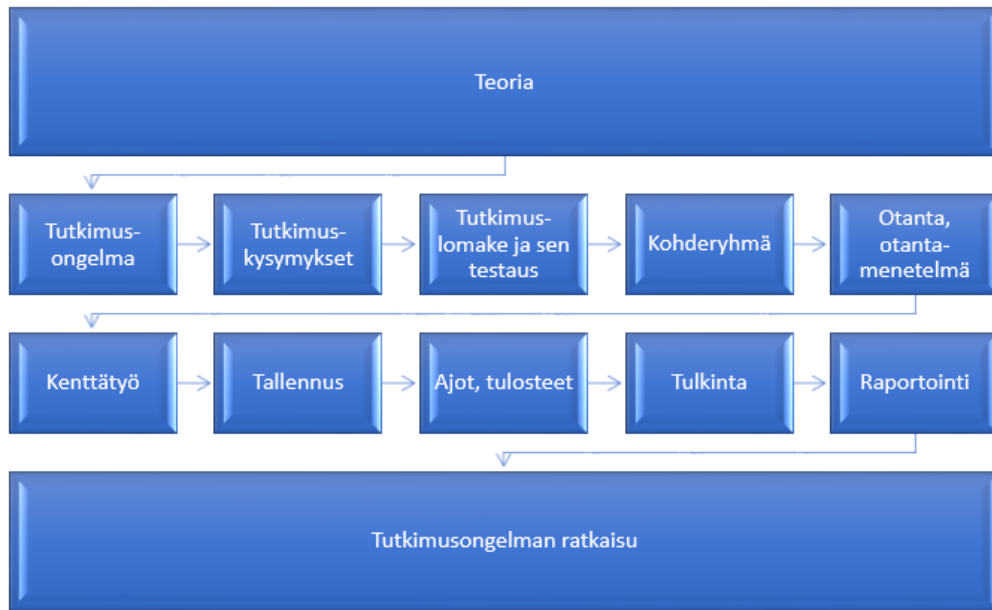 Teoria
Tutkimus-
ongelma
Tutkimus-
kysymykset
Tutkimus-
lomake ja sen
testaus
Kohderyhmä
Otanta,
otanta-
menetelmä
Kenttätyö
Tallennus
Ajot, tulosteet
Tulkinta
Raportointi
Tutkimusongelman ratkaisu